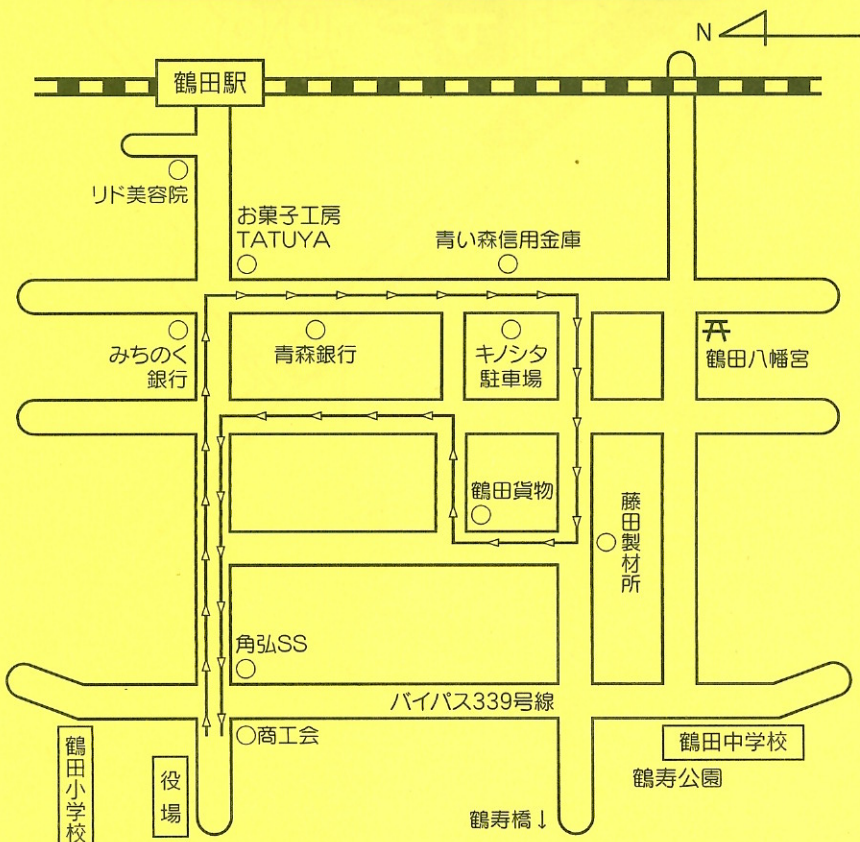 N
鶴田駅
リド美容院
お菓子工房
TATUYA
青い森信用金庫
みちのく
銀行
青森銀行
キノシタ
駐車場
鶴田八幡宮
鶴田貨物
藤田製材所
角弘SS
バイパス339号線
商工会
鶴田小学校
役場
鶴田中学校
鶴寿公園
鶴寿橋↓